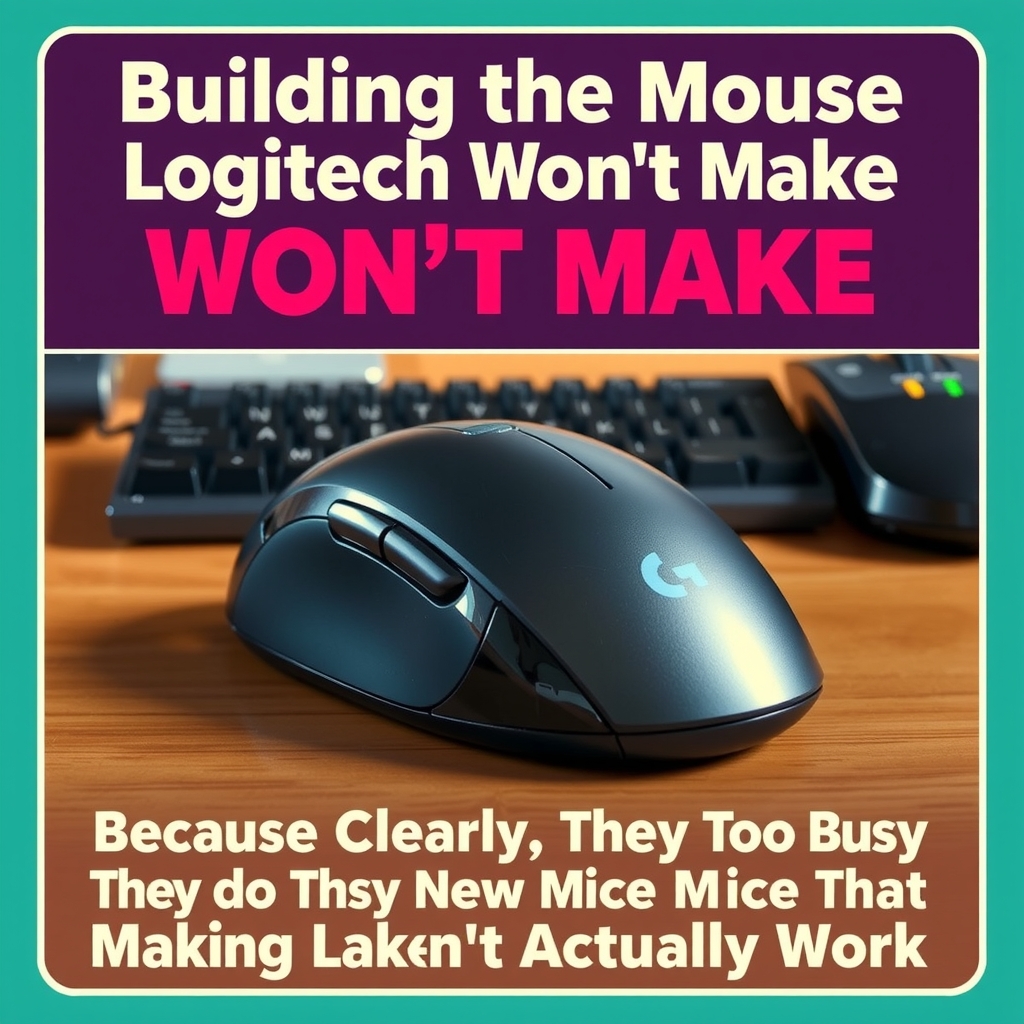 Building the Mouse
Logitech Won't Make
WON'T MAKE
Because Clearly, They Too Busy
They do Thsy New Mice Mice That
Making Laken't Actually Work